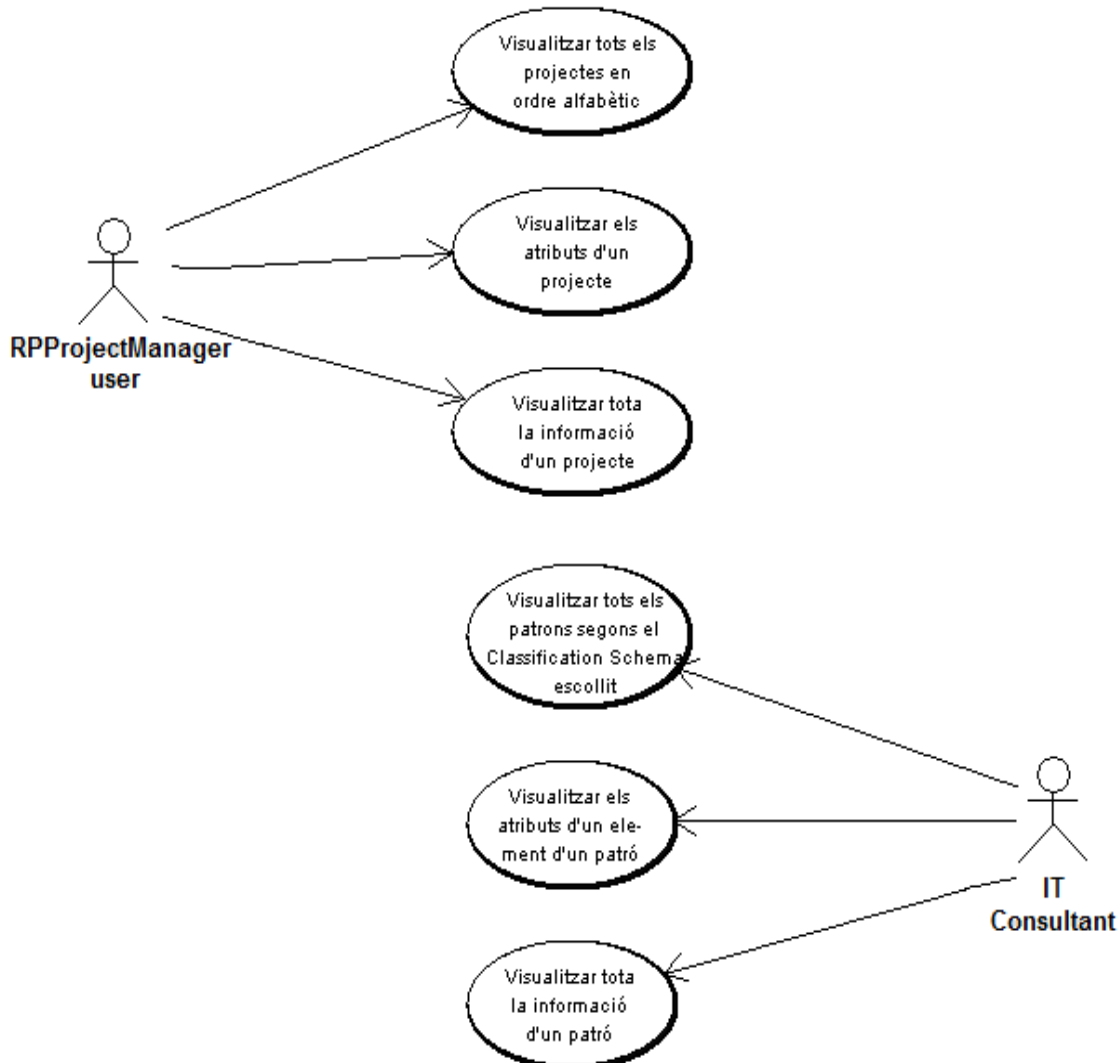 Visualitzar tots els
projectes en
ordre alfabètic
Visualitzar els
atributs d'un
projecte
RPProjectManager
user
Visualitzar tota
la informació
d'un projecte
Visualitzar tots els
patrons segons el
Classification Schema
escollit
Visualitzar els
atributs d'un ele-
ment d'un patró
IT
Consultant
Visualitzar tota
la informació
d'un patró